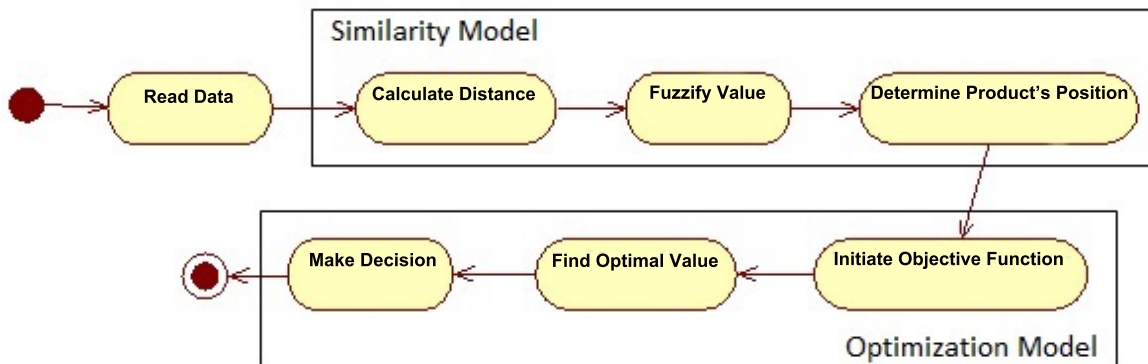 Similarity Model
Read Data
Calculate Distance
Fuzzify Value
Determine Product’s Position
Make Decision
Find Optimal Value
Initiate Objective Function
Optimization Model